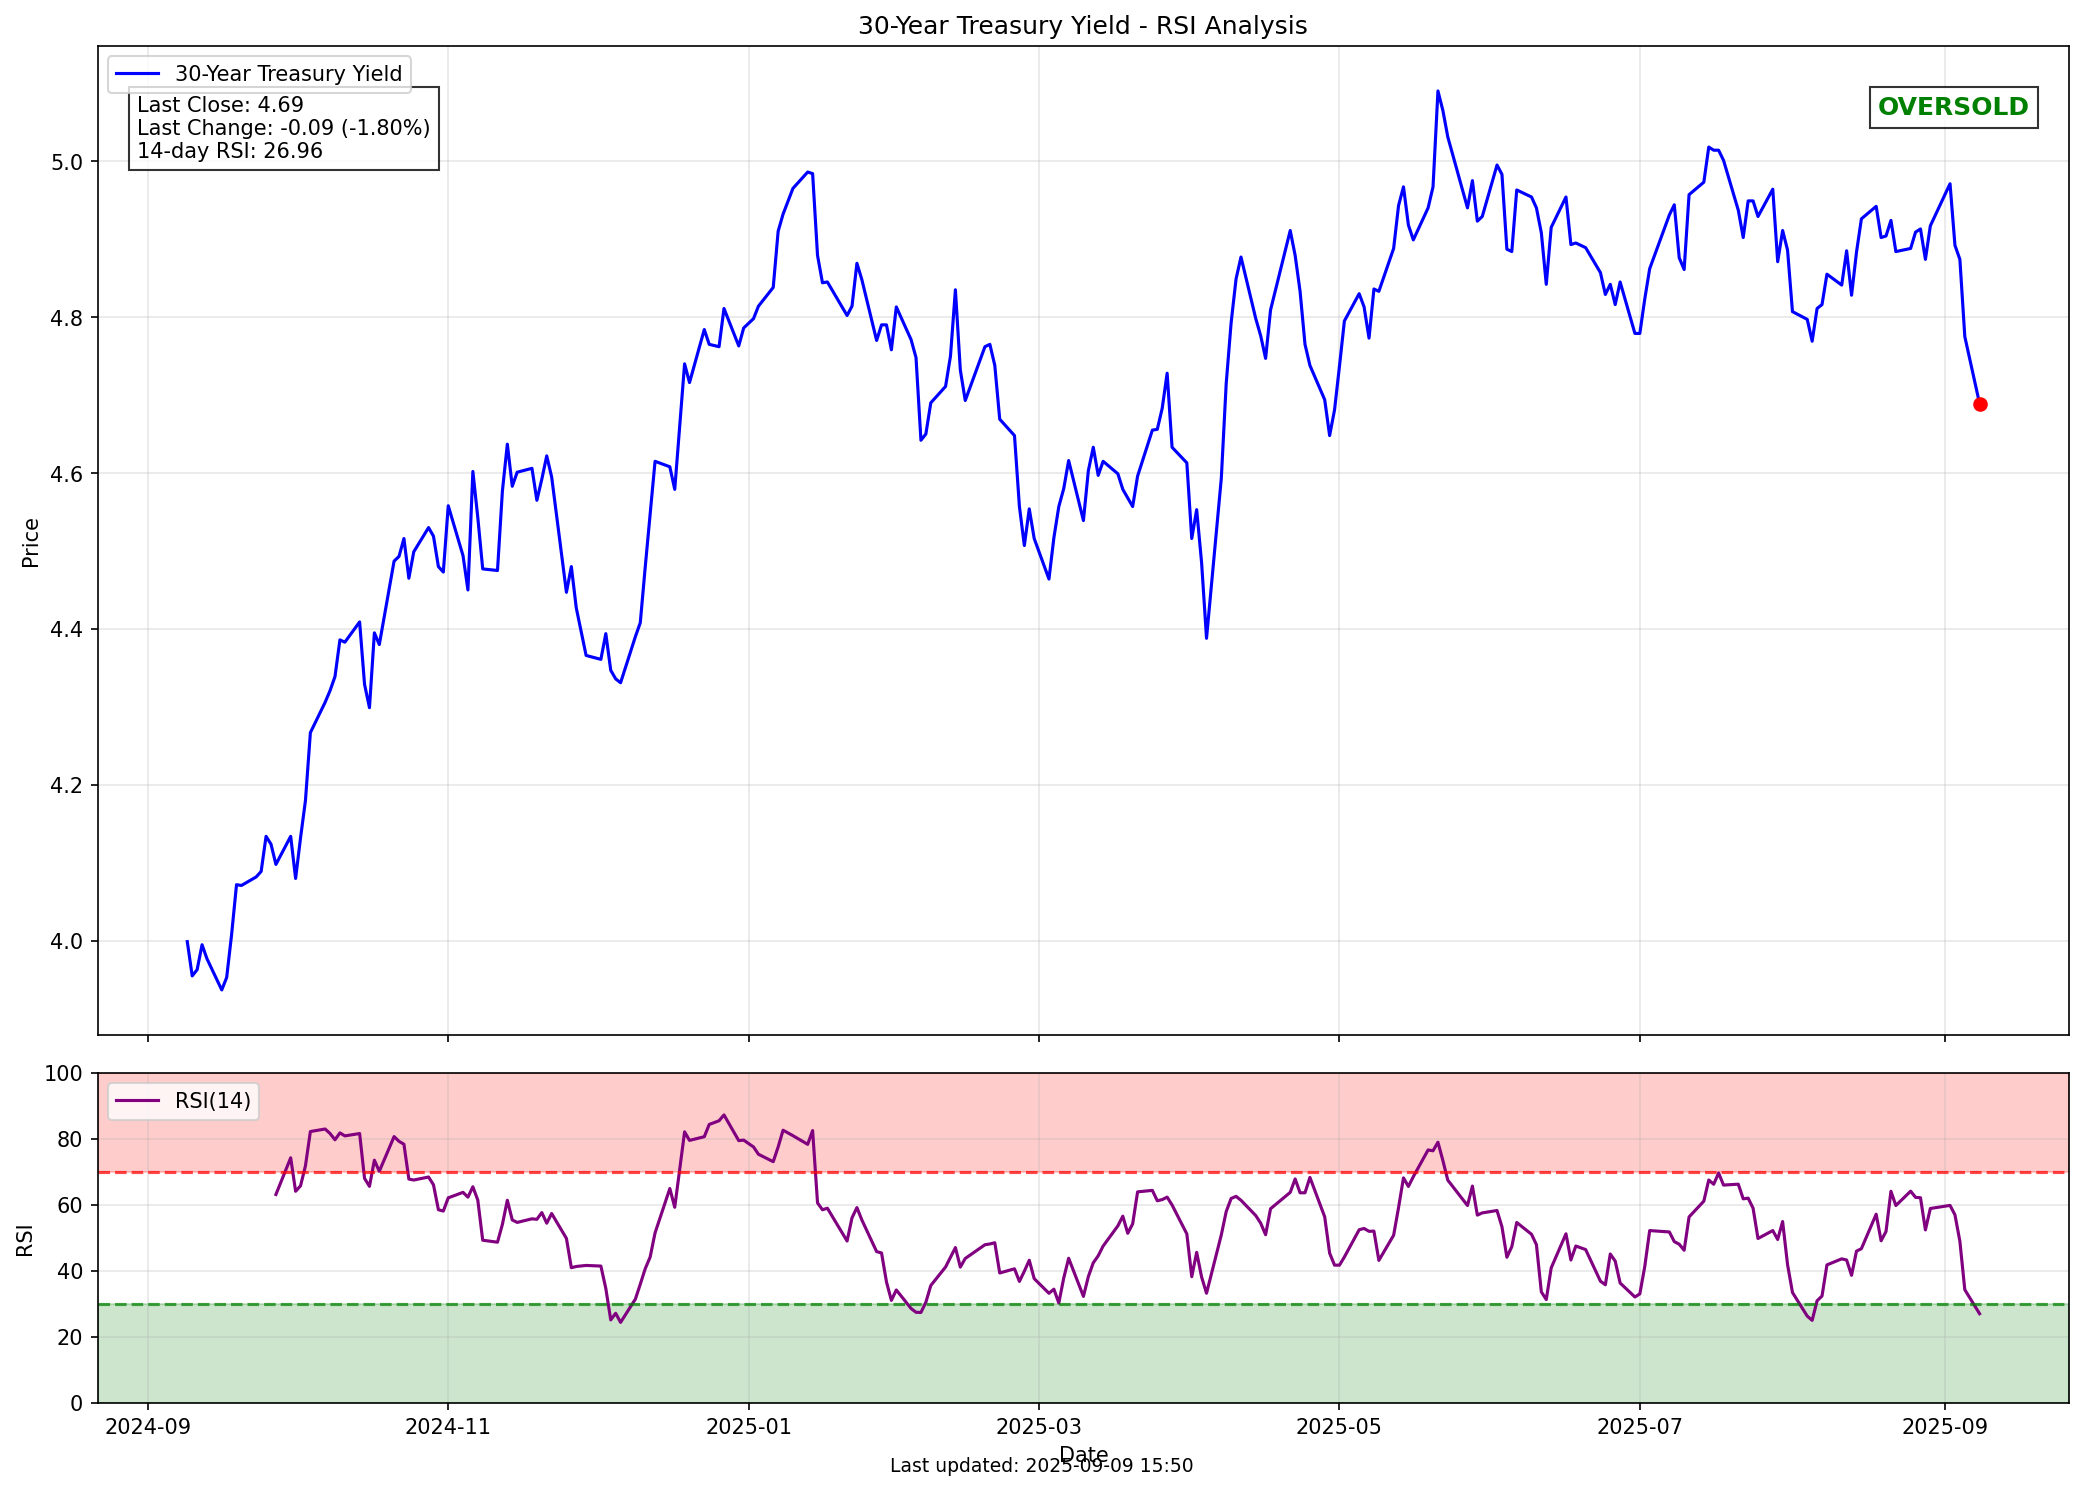 30-Year Treasury Yield - RSI Analysis
30-Year Treasury Yield
Last Close: 4.69
Last Change: -0.09 (-1.80%)
14-day RSI: 26.96
OVERSOLD
5.0
4.8
4.6
4.4
4.2
4.0
Price
RSI(14)
100
80
60
40
20
0
RSI
2024-09 2024-11 2025-01 2025-03 2025-05 2025-07 2025-09
Date
Last updated: 2025-09-09 15:50